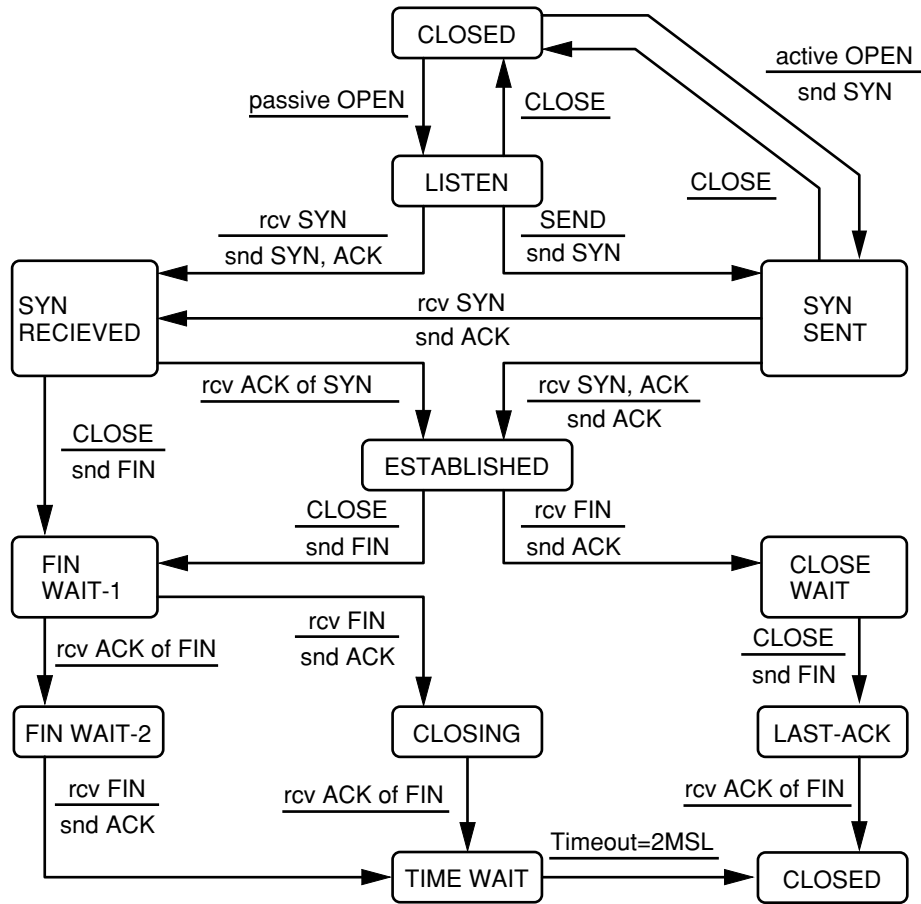 CLOSED
active OPEN
snd SYN
passive OPEN
CLOSE
LISTEN
CLOSE
rcv SYN
snd SYN, ACK
SEND
snd SYN
SYN
RECIEVED
rcv SYN
snd ACK
SYN
SENT
rcv ACK of SYN
rcv SYN, ACK
snd ACK
CLOSE
snd FIN
ESTABLISHED
CLOSE
snd FIN
rcv FIN
snd ACK
FIN
WAIT-1
CLOSE
WAIT
rcv ACK of FIN
rcv FIN
snd ACK
CLOSE
snd FIN
FIN WAIT-2
CLOSING
LAST-ACK
rcv FIN
snd ACK
rcv ACK of FIN
rcv ACK of FIN
Timeout=2MSL
TIME WAIT
CLOSED